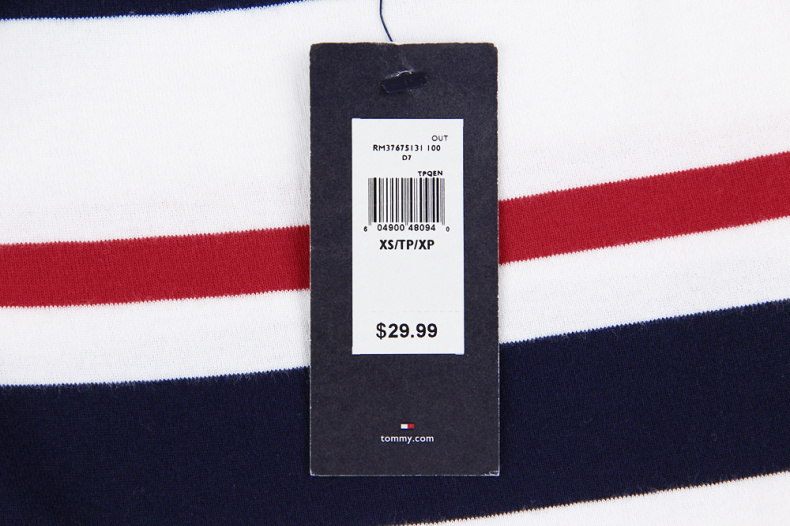 OUT
RM37675131 100
D7
TPQEN
6 04900 48094 0
XS/TP/XP
$29.99
tommy.com